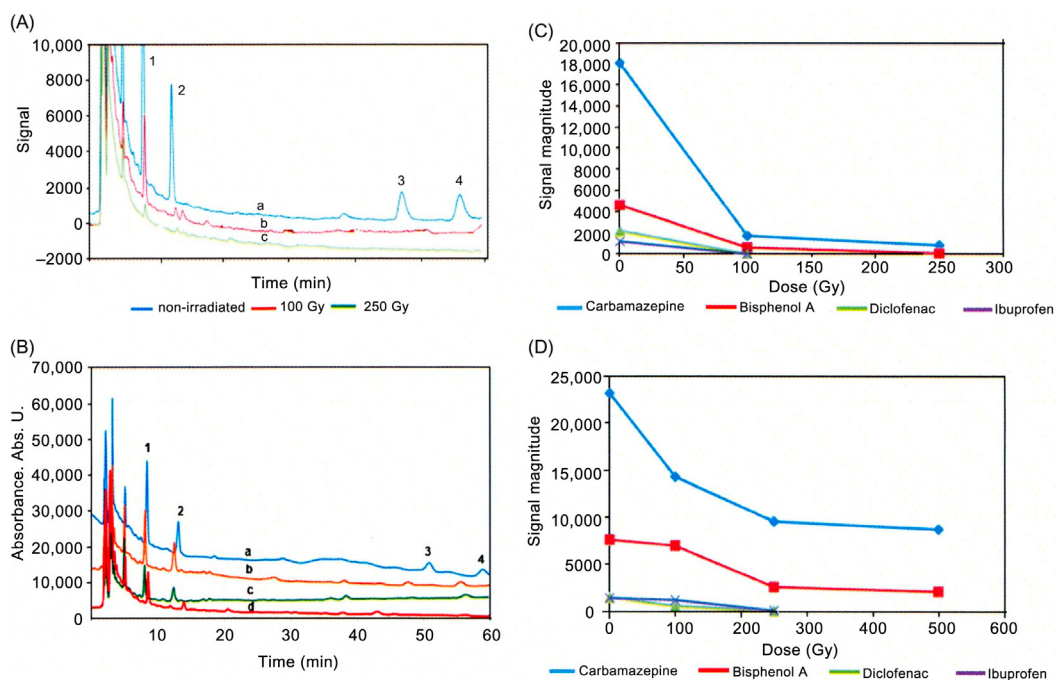 (A)
10,000
8000
6000
4000
2000
0
–2000
Signal
1
2
3
4
a
b
c
Time (min)
non-irradiated 100 Gy 250 Gy
(B)
70,000
60,000
50,000
40,000
30,000
20,000
10,000
0
Absorbance. Abs. U.
1
2
3
4
a
b
c
d
10 20 30 40 50 60
Time (min)
(C)
20,000
18,000
16,000
14,000
12,000
10,000
8000
6000
4000
2000
0
Signal magnitude
0 50 100 150 200 250 300
Dose (Gy)
Carbamazepine Bisphenol A Diclofenac Ibuprofen
(D)
25,000
20,000
15,000
10,000
5000
0
Signal magnitude
0 100 200 300 400 500 600
Dose (Gy)
Carbamazepine Bisphenol A Diclofenac Ibuprofen